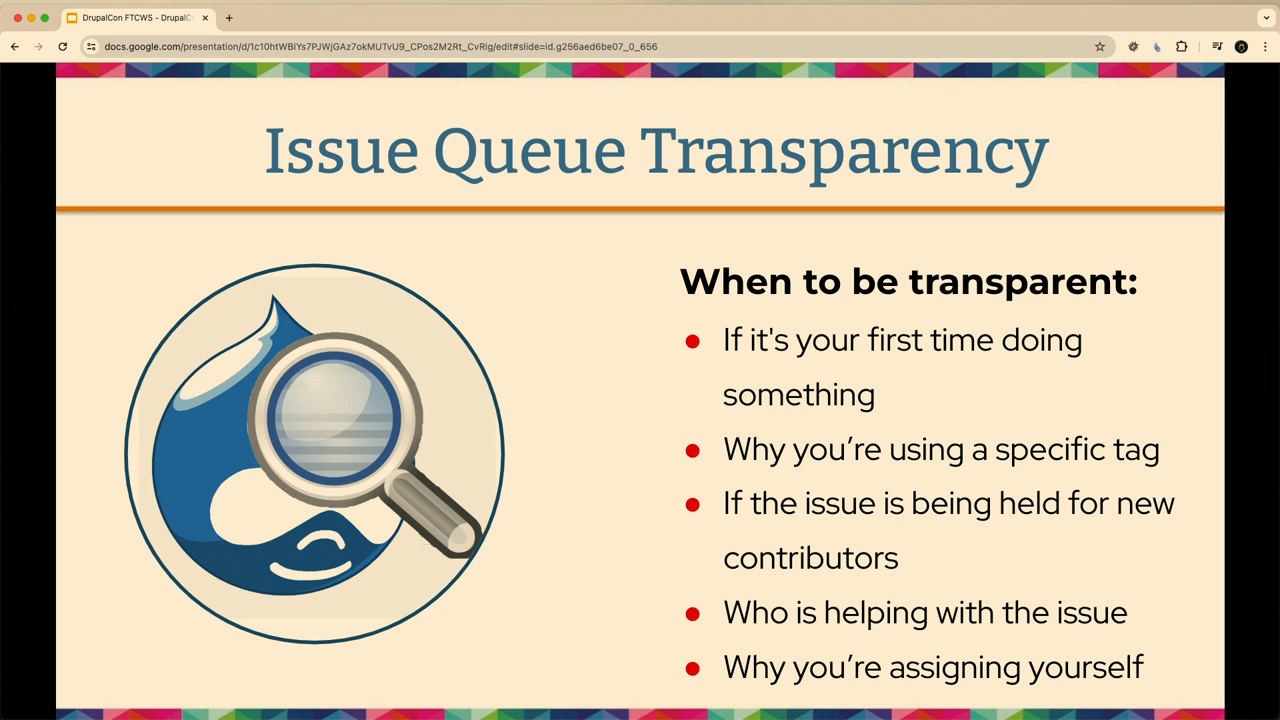 DrupalCon FTCWS - DrupalC
docs.google.com/presentation/d/1c10htWBiYs7PJWjGAz7okMUTvU9_CPos2M2Rt_CvRig/edit#slide=id.g256aed6be07_0_656
Issue Queue Transparency
When to be transparent:
● If it's your first time doing
something
● Why you’re using a specific tag
● If the issue is being held for new
contributors
● Who is helping with the issue
● Why you’re assigning yourself